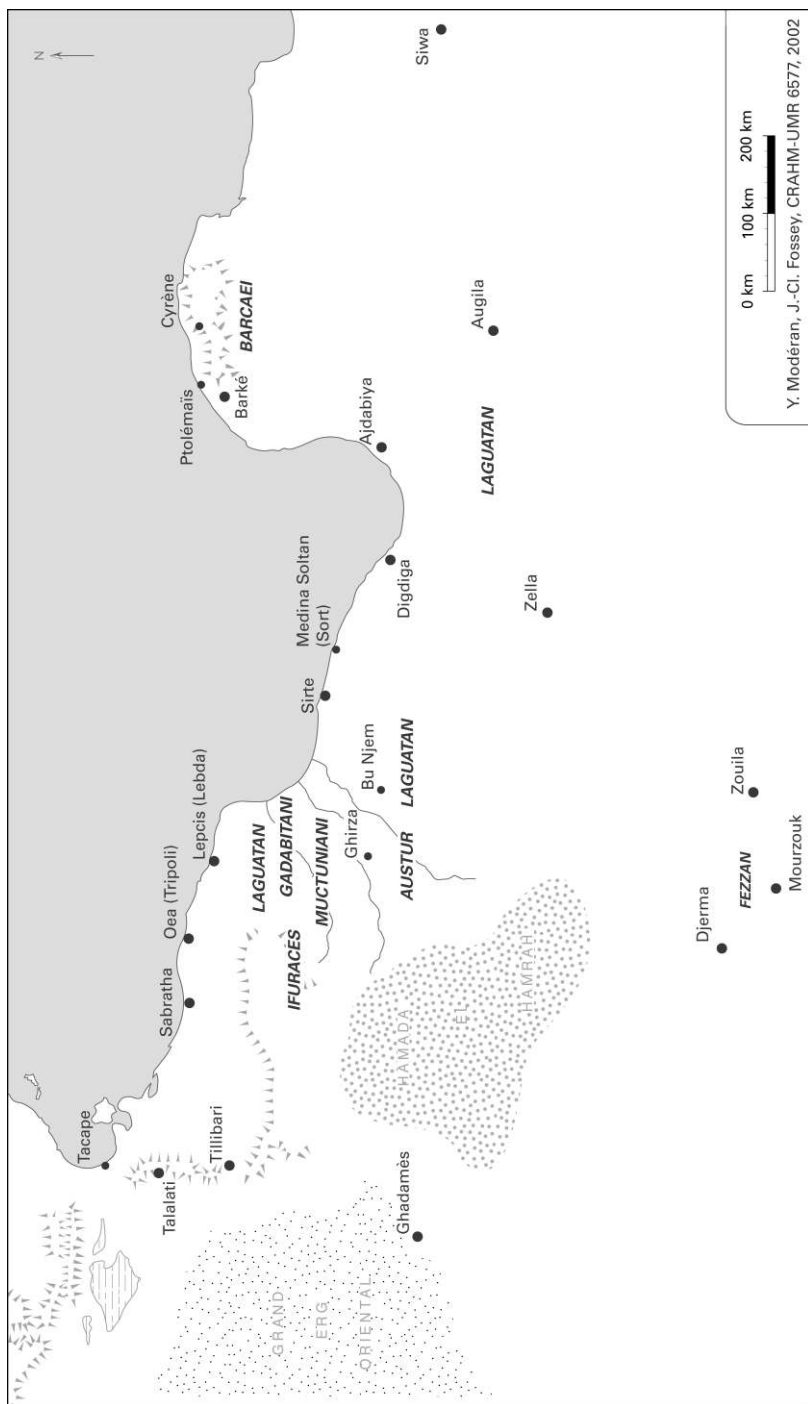 N
Siwa
Cyrène
Ptolémaïs
BARCAEI
Barké
Ajdabiya
Augila
LAGUATAN
Medina Soltan
(Sort)
Digdiga
Sirte
Zella
Oea (Tripoli)
Lepcis (Lebda)
Sabratha
LAGUATAN
GADABITANI
MUCTUNIANI
IFURACES
Ghirza
Bu Njem
AUSTUR
LAGUATAN
Tacape
Talalati
Tillibari
Ghadamès
GRAND
ERG
ORIENTAL
HAMADA
EL
HAMRAH
Zouila
Djerma
FEZZAN
Mourzouk
0 km 100 km 200 km
Y. Modéran, J.-Cl. Fossey, CRAHM-UMR 6577, 2002